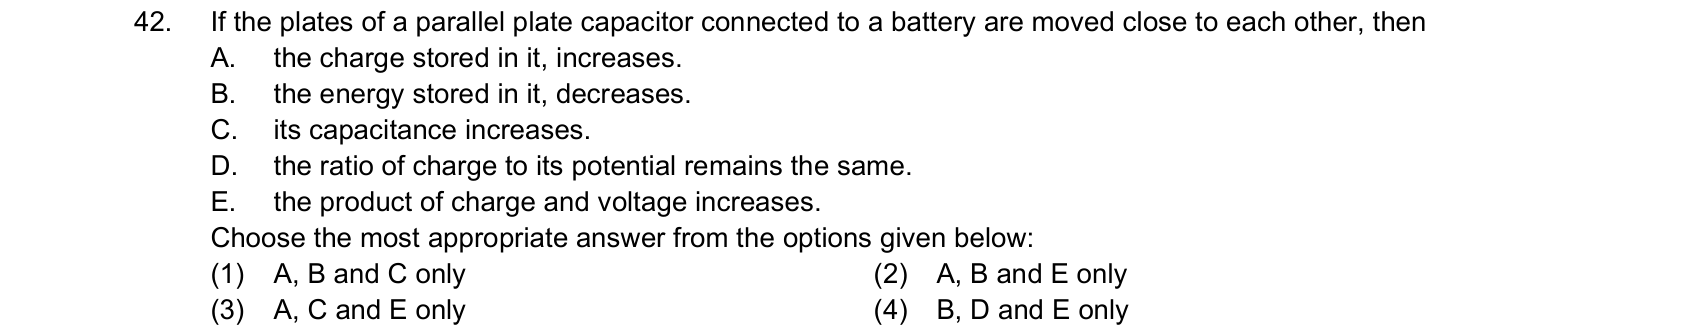 42. If the plates of a parallel plate capacitor connected to a battery are moved close to each other, then
A. the charge stored in it, increases.
B. the energy stored in it, decreases.
C. its capacitance increases.
D. the ratio of charge to its potential remains the same.
E. the product of charge and voltage increases.
Choose the most appropriate answer from the options given below:
(1) A, B and C only (2) A, B and E only
(3) A, C and E only (4) B, D and E only